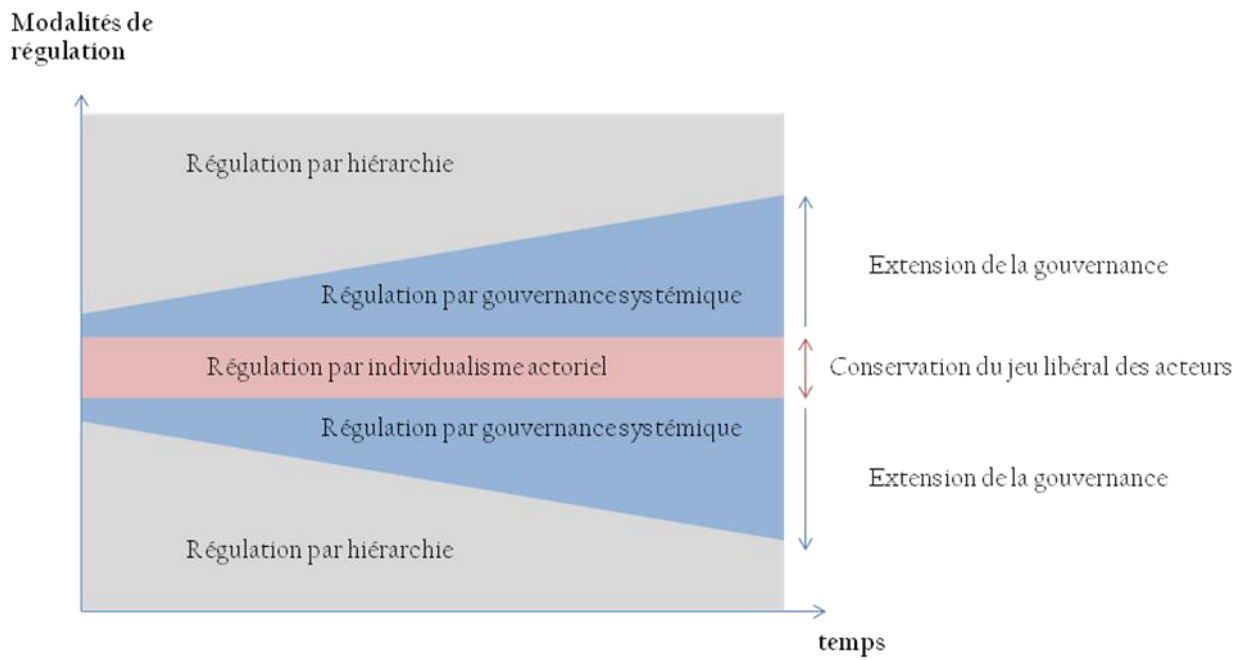 Modalités de
régulation
Régulation par hiérarchie
Extension de la gouvernance
Régulation par gouvernance systémique
Régulation par individualisme actoriel
Conservation du jeu libéral des acteurs
Régulation par gouvernance systémique
Extension de la gouvernance
Régulation par hiérarchie
temps